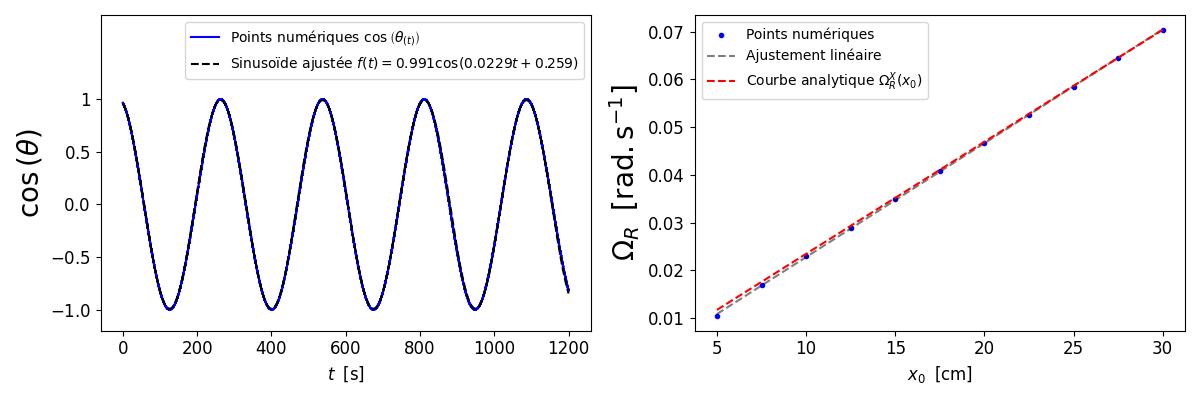 Points numériques cos (θ(t))
Sinusoïde ajustée f(t) = 0.991cos(0.0229t + 0.259)
cos (θ)
1
0.5
0.0
−0.5
−1.0
0 200 400 600 800 1000 1200
t [s]
Points numériques
Ajustement linéaire
Courbe analytique Ω_R^X(x₀)
Ω_R [rad.s⁻¹]
0.07
0.06
0.05
0.04
0.03
0.02
0.01
5 10 15 20 25 30
x₀ [cm]